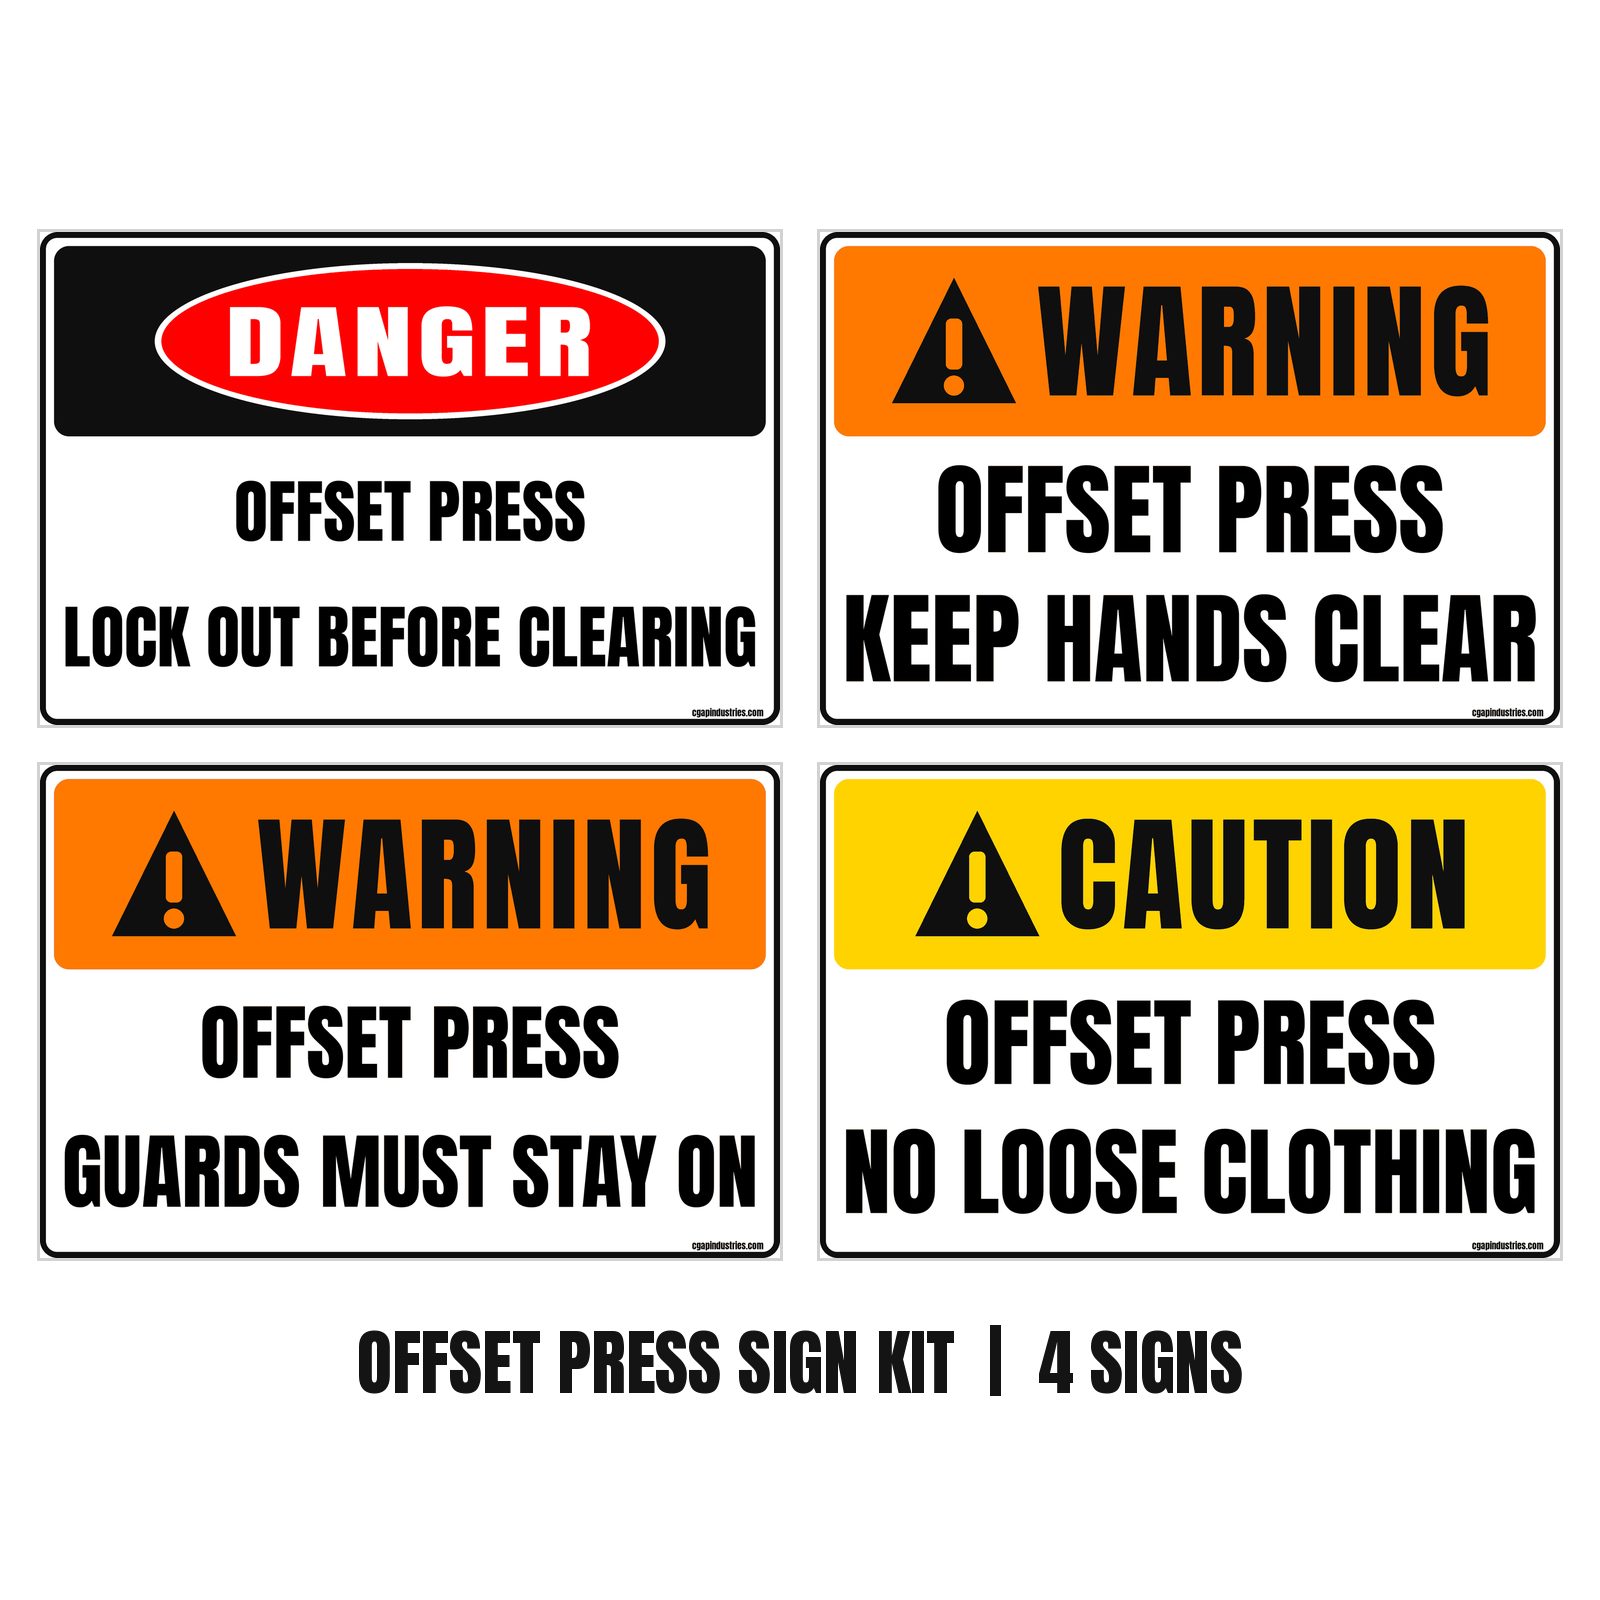 DANGER
OFFSET PRESS
LOCK OUT BEFORE CLEARING
cgapindustries.com
WARNING
OFFSET PRESS
KEEP HANDS CLEAR
cgapindustries.com
WARNING
OFFSET PRESS
GUARDS MUST STAY ON
cgapindustries.com
CAUTION
OFFSET PRESS
NO LOOSE CLOTHING
cgapindustries.com
OFFSET PRESS SIGN KIT | 4 SIGNS